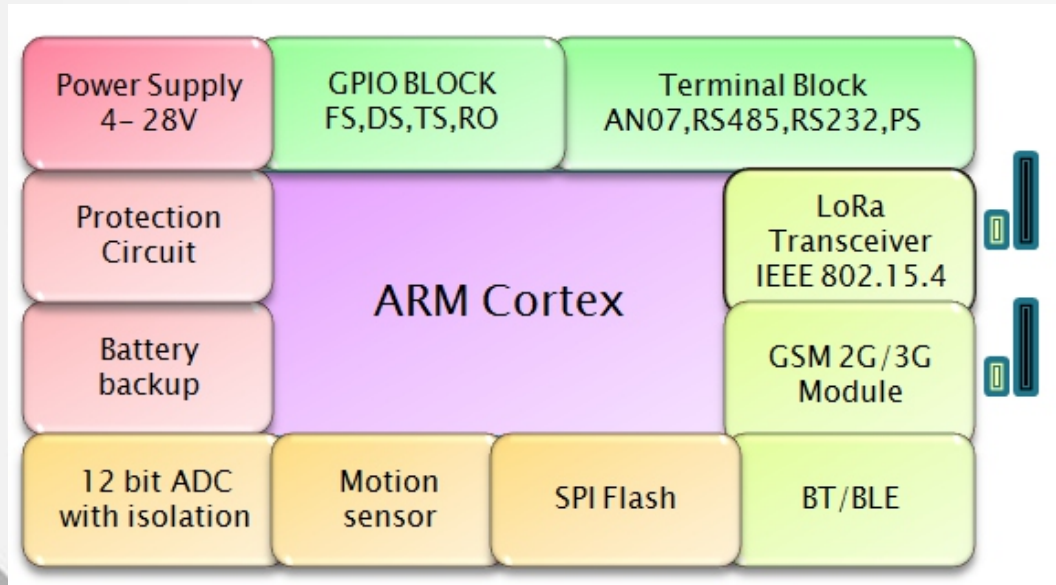 Power Supply
4- 28V
GPIO BLOCK
FS,DS,TS,RO
Terminal Block
AN07,RS485,RS232,PS
Protection
Circuit
ARM Cortex
LoRa
Transceiver
IEEE 802.15.4
Battery
backup
GSM 2G/3G
Module
12 bit ADC
with isolation
Motion
sensor
SPI Flash
BT/BLE